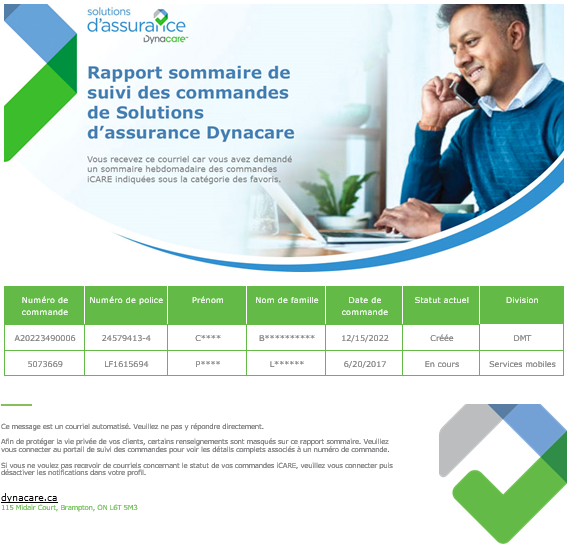 solutions
d’assurance
Dynacare
Rapport sommaire de
suivi des commandes
de Solutions
d’assurance Dynacare
Vous recevez ce courriel car vous avez demandé
un sommaire hebdomadaire des commandes
iCARE indiquées sous la catégorie des favoris.
Numéro de commande Numéro de police Prénom Nom de famille Date de commande Statut actuel Division
A20223490006 24579413-4 C**** B********** 12/15/2022 Créée DMT
5073669 LF1615694 P**** L****** 6/20/2017 En cours Services mobiles
Ce message est un courriel automatisé. Veuillez ne pas y répondre directement.
Afin de protéger la vie privée de vos clients, certains renseignements sont masqués sur ce rapport sommaire. Veuillez
vous connecter au portail de suivi des commandes pour voir les détails complets associés à un numéro de commande.
Si vous ne voulez pas recevoir de courriels concernant le statut de vos commandes iCARE, veuillez vous connecter puis
désactiver les notifications dans votre profil.
dynacare.ca
115 Midair Court, Brampton, ON L6T 5M3